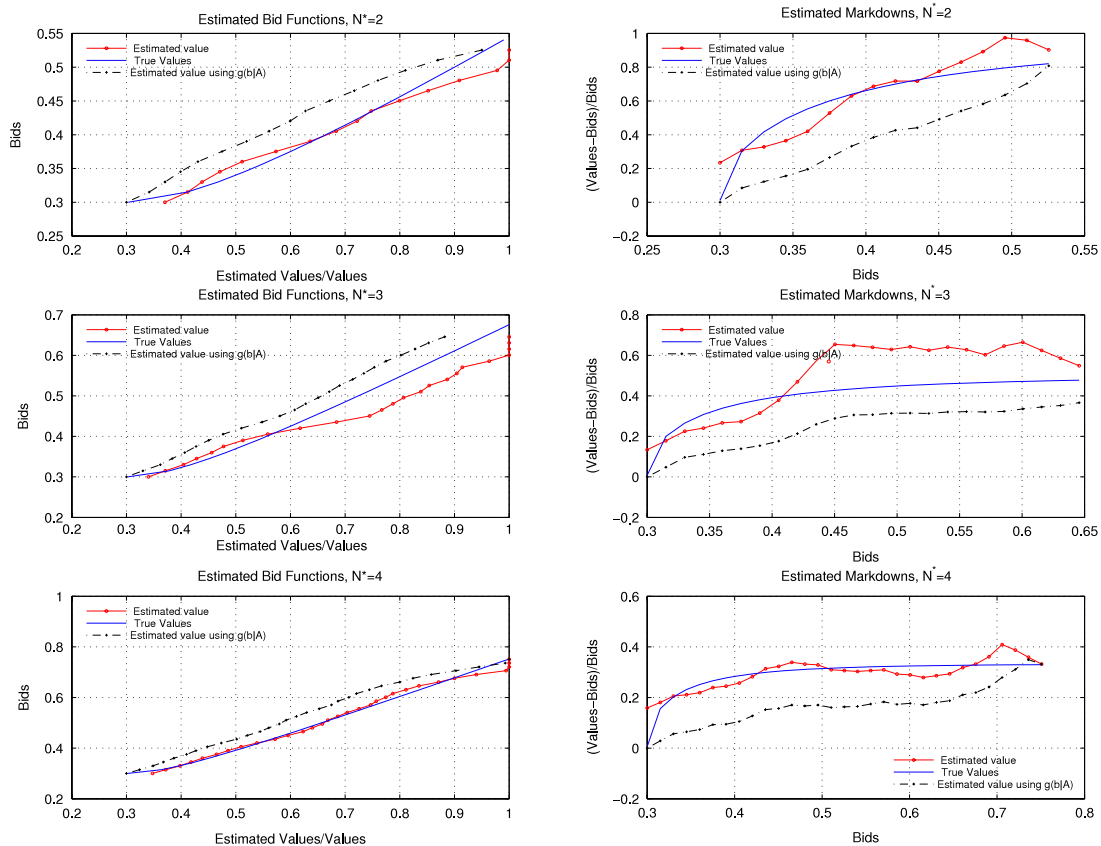 Estimated Bid Functions, N*=2
0.55
0.45
0.4
0.35
0.3
0.25
Bids
Estimated value
True Values
Estimated value using g(b|A)
0.2 0.3 0.4 0.5 0.6 0.7 0.8 0.9 1
Estimated Values/Values
Estimated Markdowns, N*=2
1
0.8
0.6
0.4
0.2
0
−0.2
(Values−Bids)/Bids
Estimated value
True Values
Estimated value using g(b|A)
0.25 0.3 0.35 0.4 0.45 0.5 0.55
Bids
Estimated Bid Functions, N*=3
0.7
0.6
0.5
0.4
0.3
0.2
Bids
Estimated value
True Values
Estimated value using g(b|A)
0.2 0.3 0.4 0.5 0.6 0.7 0.8 0.9 1
Estimated Values/Values
Estimated Markdowns, N*=3
0.8
0.6
0.4
0.2
0
−0.2
(Values−Bids)/Bids
Estimated value
True Values
Estimated value using g(b|A)
0.3 0.35 0.4 0.45 0.5 0.55 0.6 0.65
Bids
Estimated Bid Functions, N*=4
1
0.8
0.6
0.4
0.2
Bids
Estimated value
True Values
Estimated value using g(b|A)
0.2 0.3 0.4 0.5 0.6 0.7 0.8 0.9 1
Estimated Values/Values
Estimated Markdowns, N*=4
0.6
0.4
0.2
0
−0.2
(Values−Bids)/Bids
Estimated value
True Values
Estimated value using g(b|A)
0.3 0.4 0.5 0.6 0.7 0.8
Bids